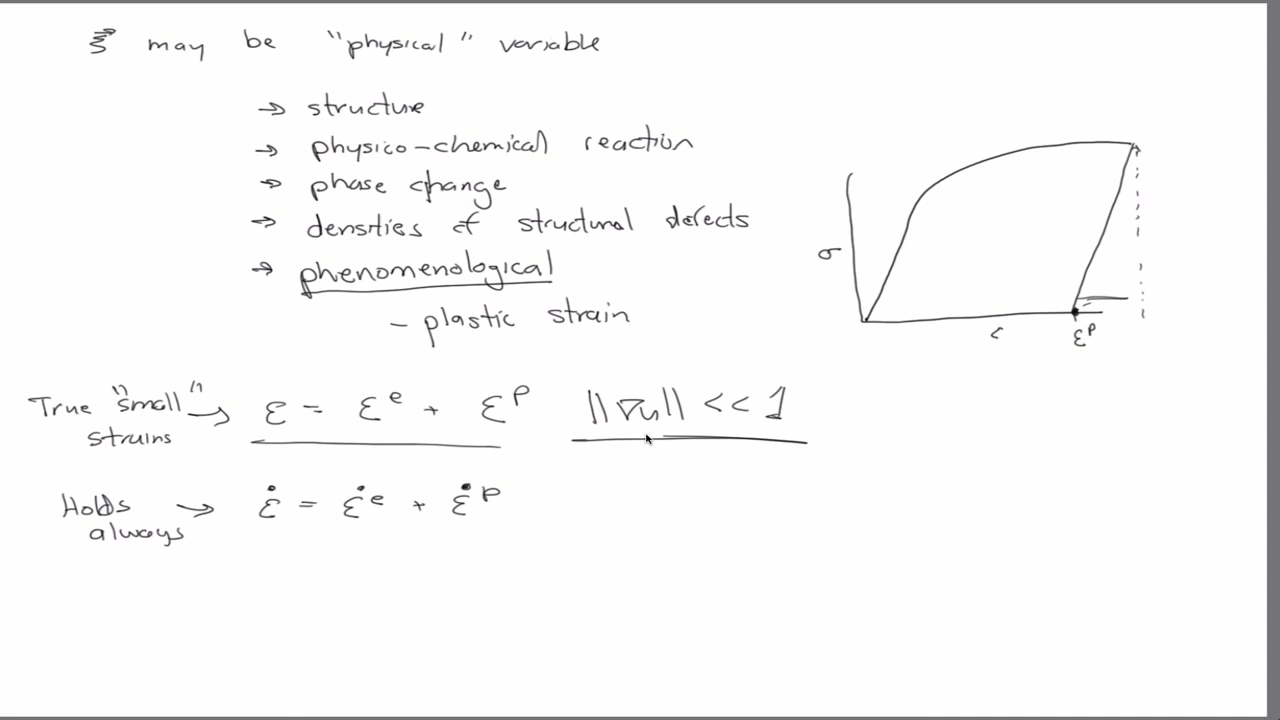 ξ⃗ may be "physical" variable
→ structure
→ physico-chemical reaction
→ phase change
→ densities of structural defects
→ phenomenological
- plastic strain
σ
ε
ε^p
True "small" strains → ε = ε^e + ε^p ||∇u|| << 1
Holds always → ε̇ = ε̇^e + ε̇^p